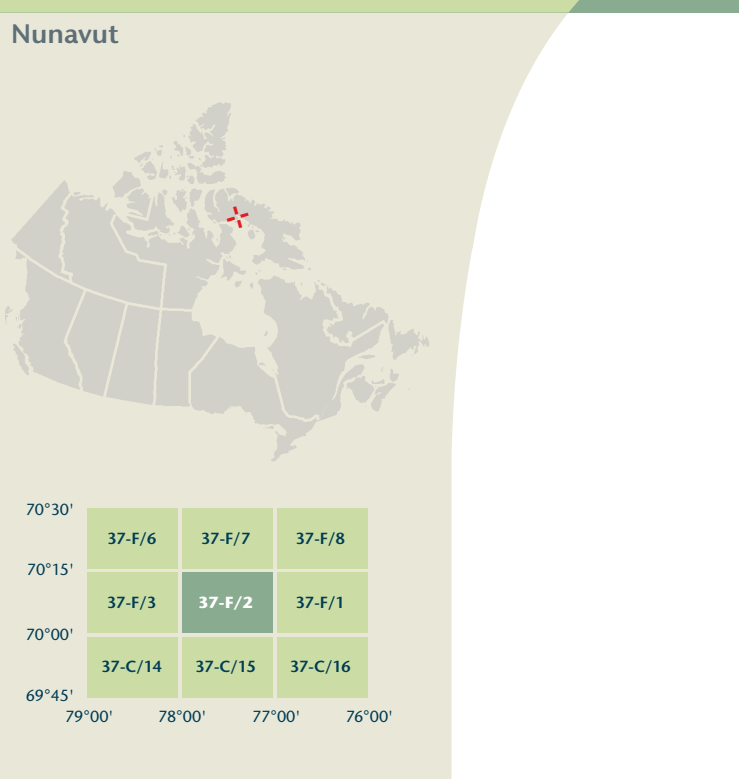 Nunavut
70°30'
37-F/6 37-F/7 37-F/8
70°15'
37-F/3 37-F/2 37-F/1
70°00'
37-C/14 37-C/15 37-C/16
69°45'
79°00' 78°00' 77°00' 76°00'